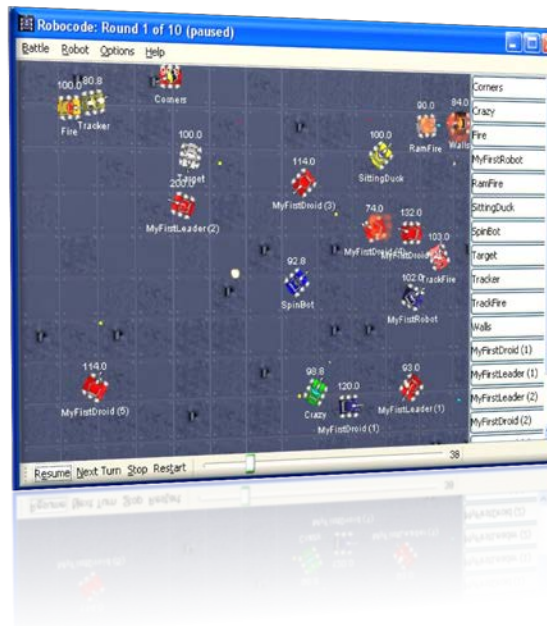 Robocode: Round 1 of 10 (paused)
Battle Robot Options Help
Corners
100.0
80.8
Fire
Tracker
100.0
Target
200.0
MyFirstLeader (2)
114.0
MyFirstDroid (3)
100.0
SittingDuck
90.0
RamFire
84.0
Walls
74.0
132.0
MyFirstDroid
103.0
TrackFire
92.8
SpinBot
102.0
MyFirstRobot
114.0
MyFirstDroid (5)
98.8
Crazy
120.0
MyFirstDroid (1)
93.0
MyFirstLeader (1)
Corners
Crazy
Fire
MyFirstRobot
RamFire
SittingDuck
SpinBot
Target
Tracker
TrackFire
Walls
MyFirstDroid (1)
MyFirstLeader (1)
MyFirstLeader (2)
MyFirstDroid (2)
Resume Next Turn Stop Restart
38